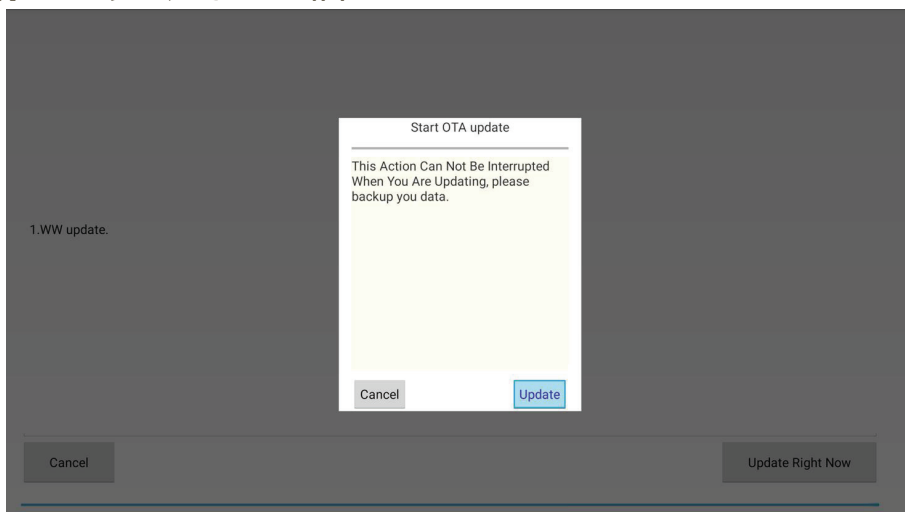 Start OTA update
This Action Can Not Be Interrupted
When You Are Updating, please
backup you data.
1.WW update.
Cancel
Update
Cancel
Update Right Now